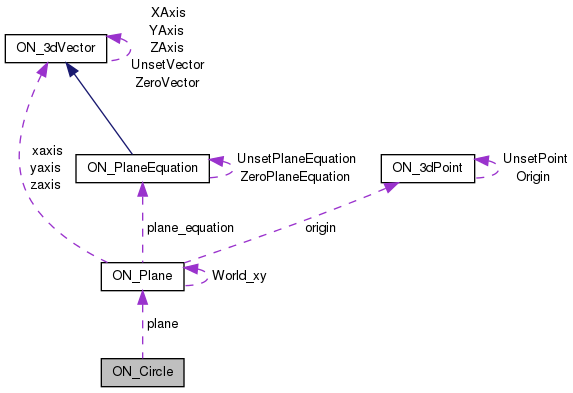 XAxis
YAxis
ZAxis
UnsetVector
ZeroVector
ON_3dVector
xaxis
yaxis
zaxis
ON_PlaneEquation
UnsetPlaneEquation
ZeroPlaneEquation
ON_3dPoint
UnsetPoint
Origin
plane_equation
origin
ON_Plane
World_xy
plane
ON_Circle